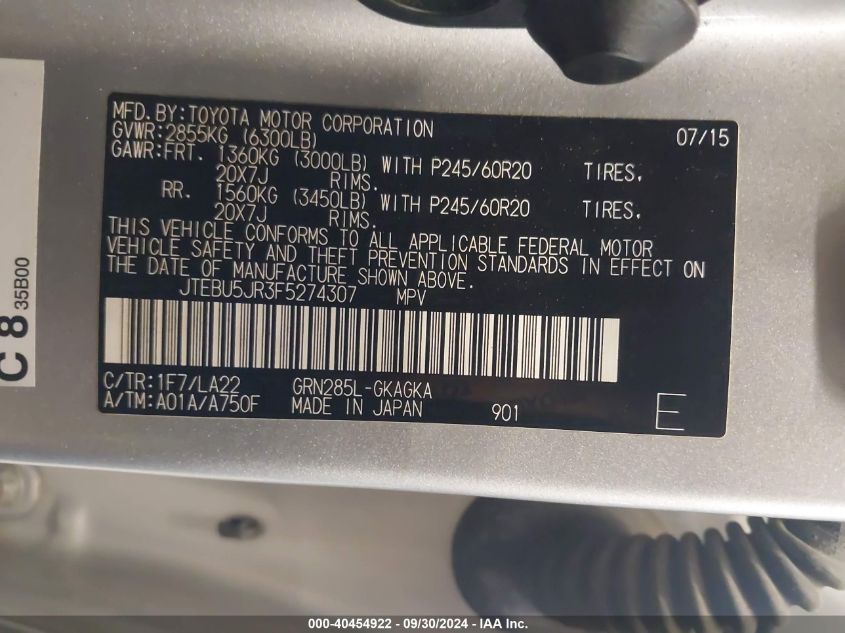 MFD.BY:TOYOTA MOTOR CORPORATION 07/15
GVWR:2855KG (6300LB)
GAWR:FRT. 1360KG (3000LB) WITH P245/60R20 TIRES,
20X7J RIMS.
RR. 1560KG (3450LB) WITH P245/60R20 TIRES,
20X7J RIMS.
THIS VEHICLE CONFORMS TO ALL APPLICABLE FEDERAL MOTOR
VEHICLE SAFETY AND THEFT PREVENTION STANDARDS IN EFFECT ON
THE DATE OF MANUFACTURE SHOWN ABOVE.
JTEBU5JR3F5274307 MPV
C/TR:1F7/LA22 GRN285L-GKAGKA
A/TM:A01A/A750F MADE IN JAPAN 901 E
C 8 35B00
000-40454922 - 09/30/2024 - IAA Inc.